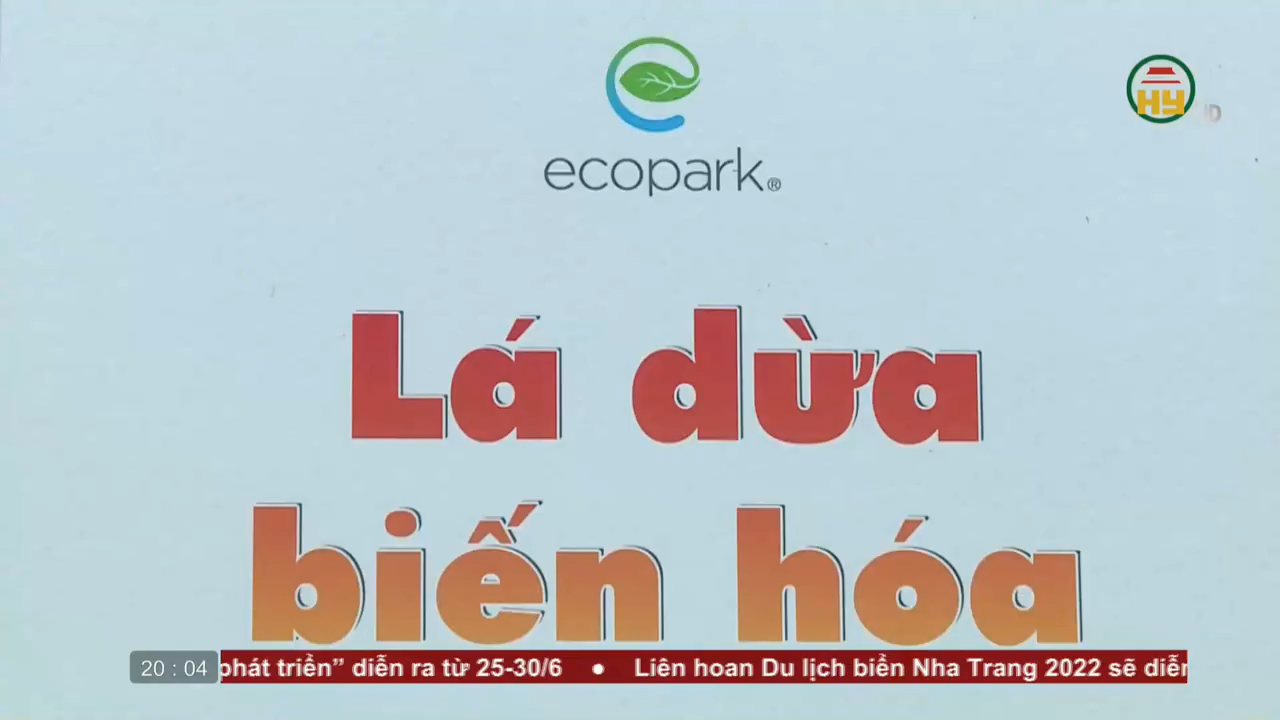 ecopark®
HY
Lá dừa
biến hóa
20 : 04
phát triển” diễn ra từ 25-30/6 • Liên hoan Du lịch biển Nha Trang 2022 sẽ diễn